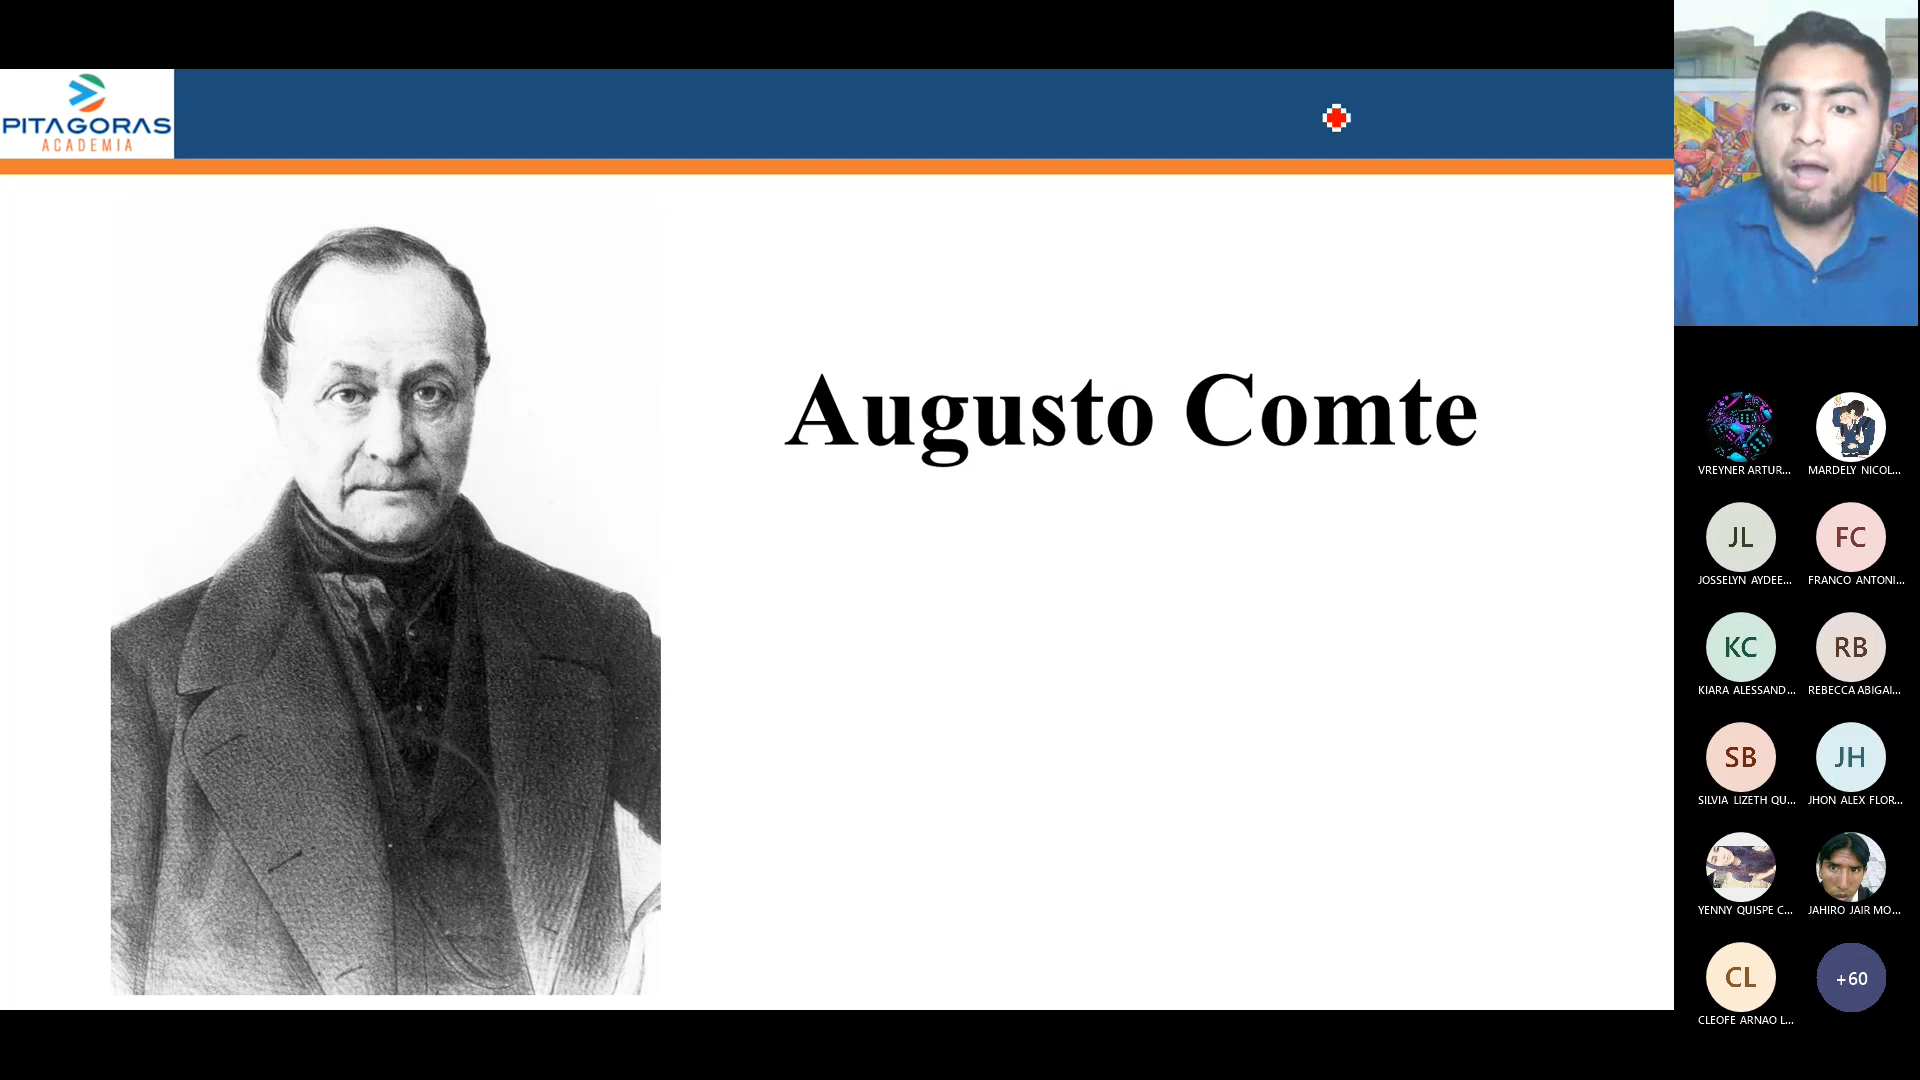 PITAGORAS
ACADEMIA
Augusto Comte
VREYNER ARTUR...
MARDELY NICOL...
JL
FC
JOSSELYN AYDEE...
FRANCO ANTONI...
KC
RB
KIARA ALESSAND...
REBECCA ABIGAI...
SB
JH
SILVIA LIZETH QU...
JHON ALEX FLOR...
YENNY QUISPE C...
JAHIRO JAIR MO...
CL
+60
CLEOFE ARNAO L...